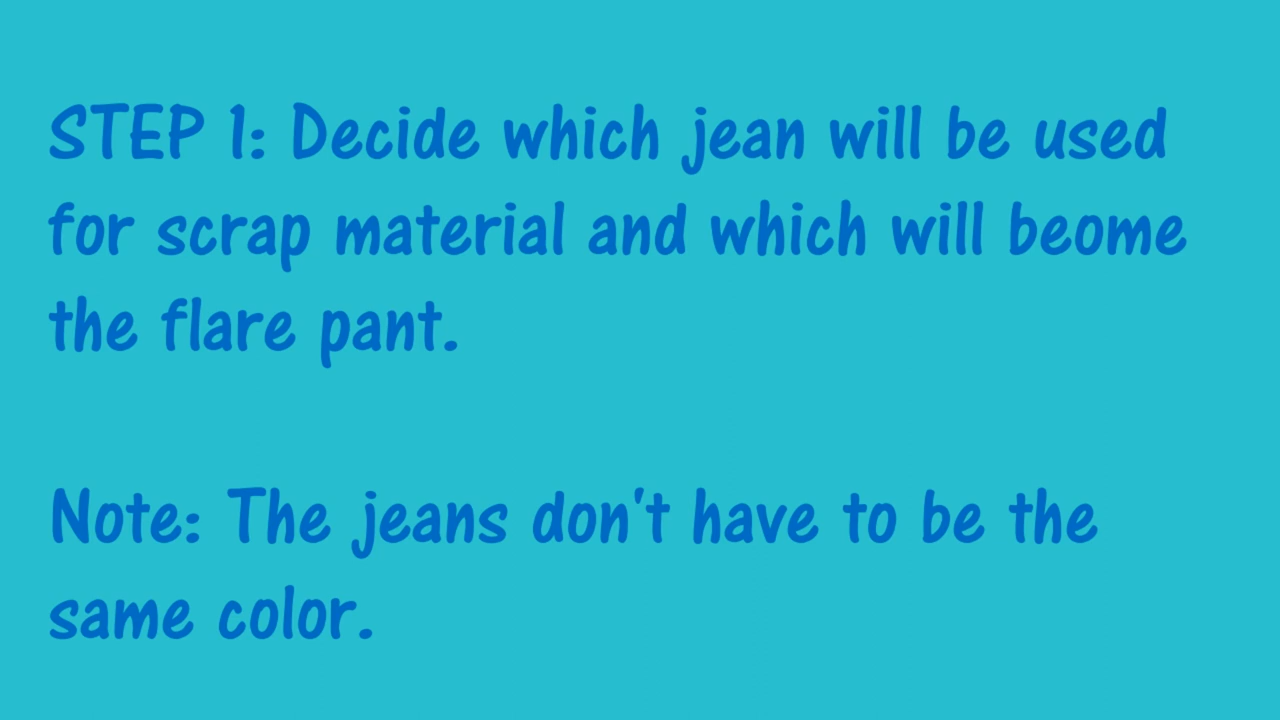 STEP 1: Decide which jean will be used
for scrap material and which will beome
the flare pant.
Note: The jeans don't have to be the
same color.